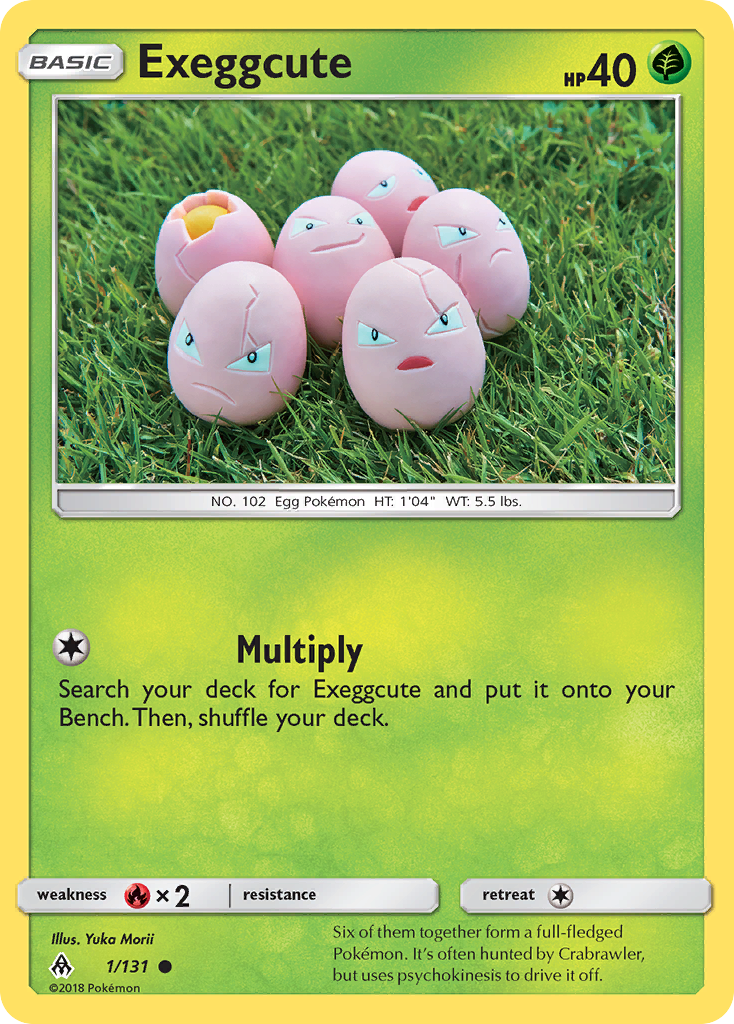 BASIC Exeggcute HP40
NO. 102 Egg Pokémon HT: 1'04" WT: 5.5 lbs.
Multiply
Search your deck for Exeggcute and put it onto your
Bench. Then, shuffle your deck.
weakness ×2 resistance retreat
Illus. Yuka Morii
1/131
©2018 Pokémon
Six of them together form a full-fledged
Pokémon. It's often hunted by Crabrawler,
but uses psychokinesis to drive it off.